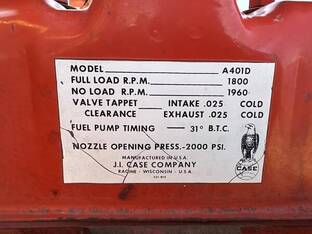 MODEL A401D
FULL LOAD R.P.M. 1800
NO LOAD R.P.M. 1960
VALVE TAPPET INTAKE .025 COLD
CLEARANCE EXHAUST .025 COLD
FUEL PUMP TIMING — 31° B.T.C.
NOZZLE OPENING PRESS.-2000 PSI.
CASE
MANUFACTURED IN U.S.A.
J.I. CASE COMPANY
RACINE - WISCONSIN - U.S.A.